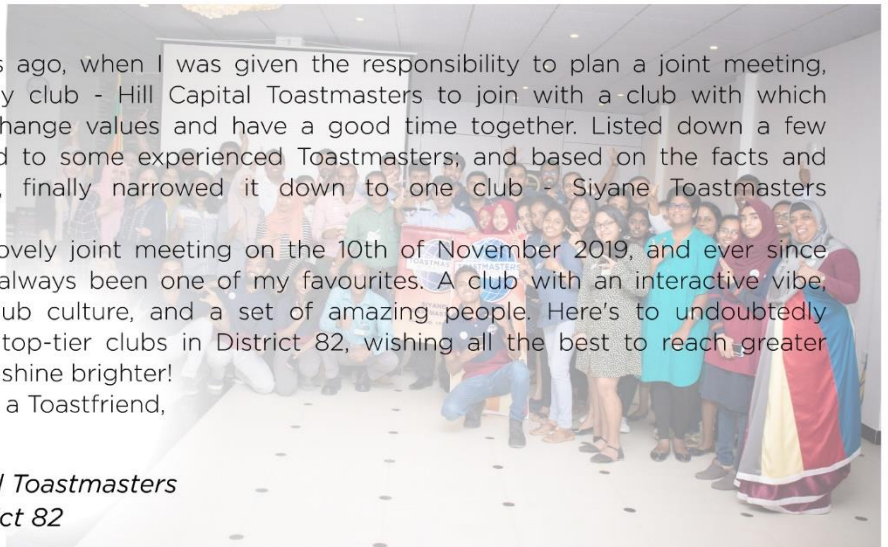 s ago, when I was given the responsibility to plan a joint meeting,
y club - Hill Capital Toastmasters to join with a club with which
change values and have a good time together. Listed down a few
d to some experienced Toastmasters; and based on the facts and
, finally narrowed it down to one club - Siyane Toastmasters
ovely joint meeting on the 10th of November 2019, and ever since
always been one of my favourites. A club with an interactive vibe,
ub culture, and a set of amazing people. Here's to undoubtedly
top-tier clubs in District 82, wishing all the best to reach greater
shine brighter!
a Toastfriend,
l Toastmasters
ct 82